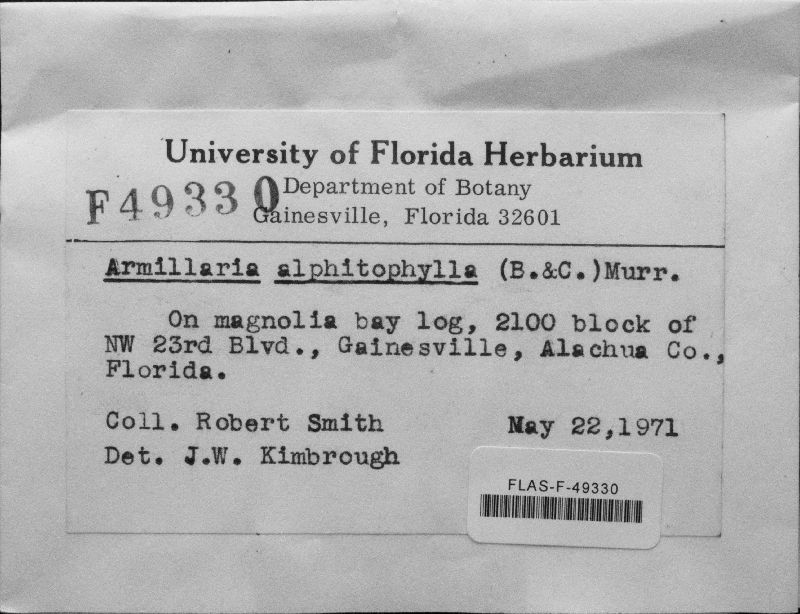 University of Florida Herbarium
F49330 Department of Botany
Gainesville, Florida 32601
Armillaria alphitophylla (B.&C.)Murr.
On magnolia bay log, 2100 block of
NW 23rd Blvd., Gainesville, Alachua Co.,
Florida.
Coll. Robert Smith May 22,1971
Det. J.W. Kimbrough
FLAS-F-49330